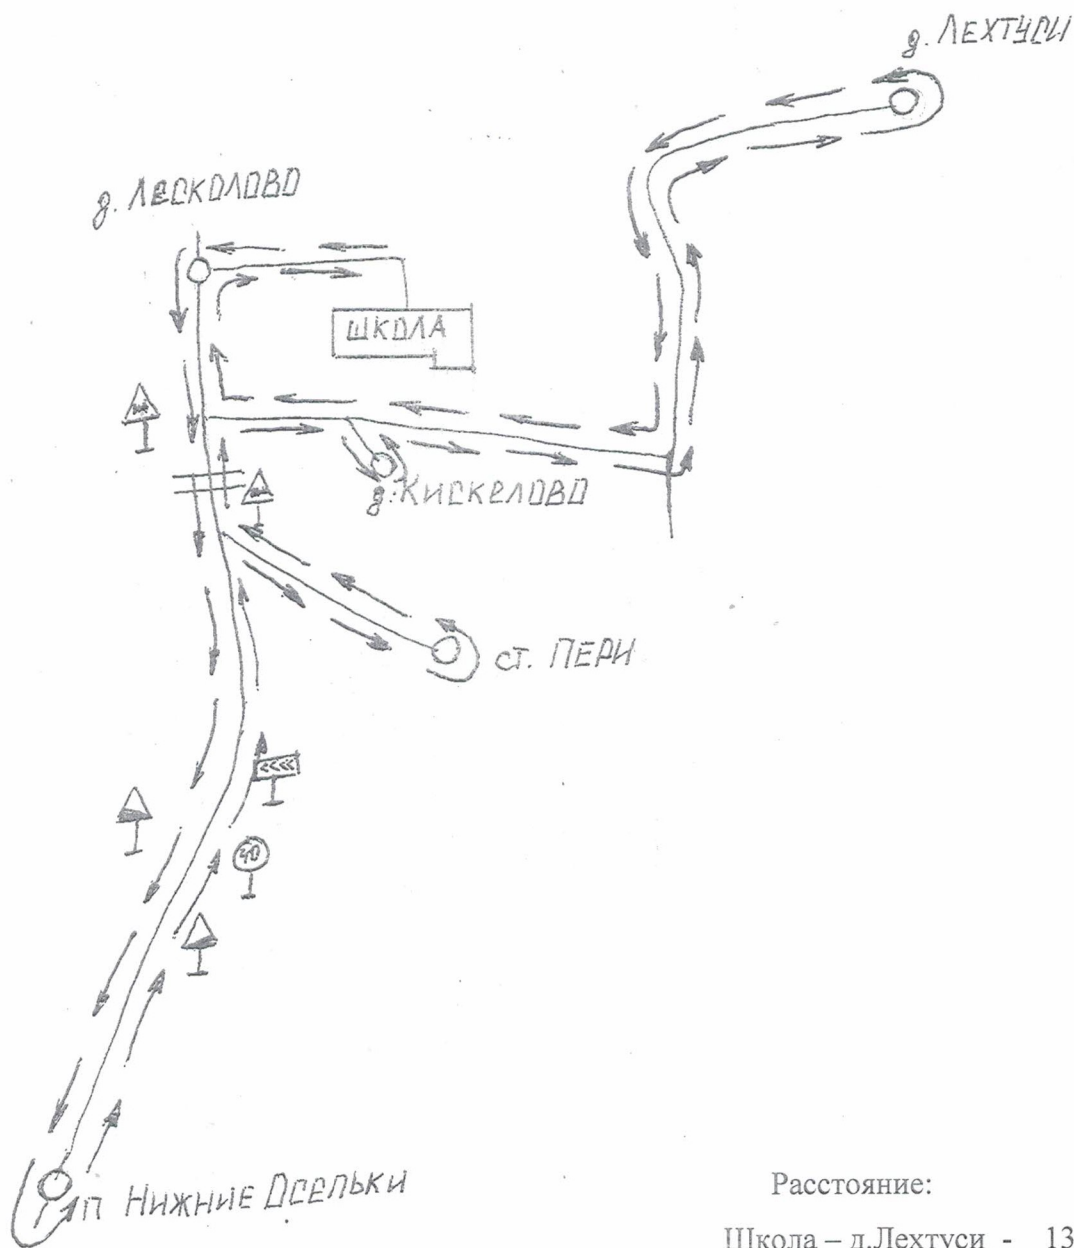 д. ЛЕХТУСИ
д. ЛЕСКОЛОВО
ШКОЛА
д. КИСКЕЛОВО
ст. ПЕРИ
40
п НИЖНИЕ ОСЕЛЬКИ
Расстояние:
Школа – д.Лехтуси - 13